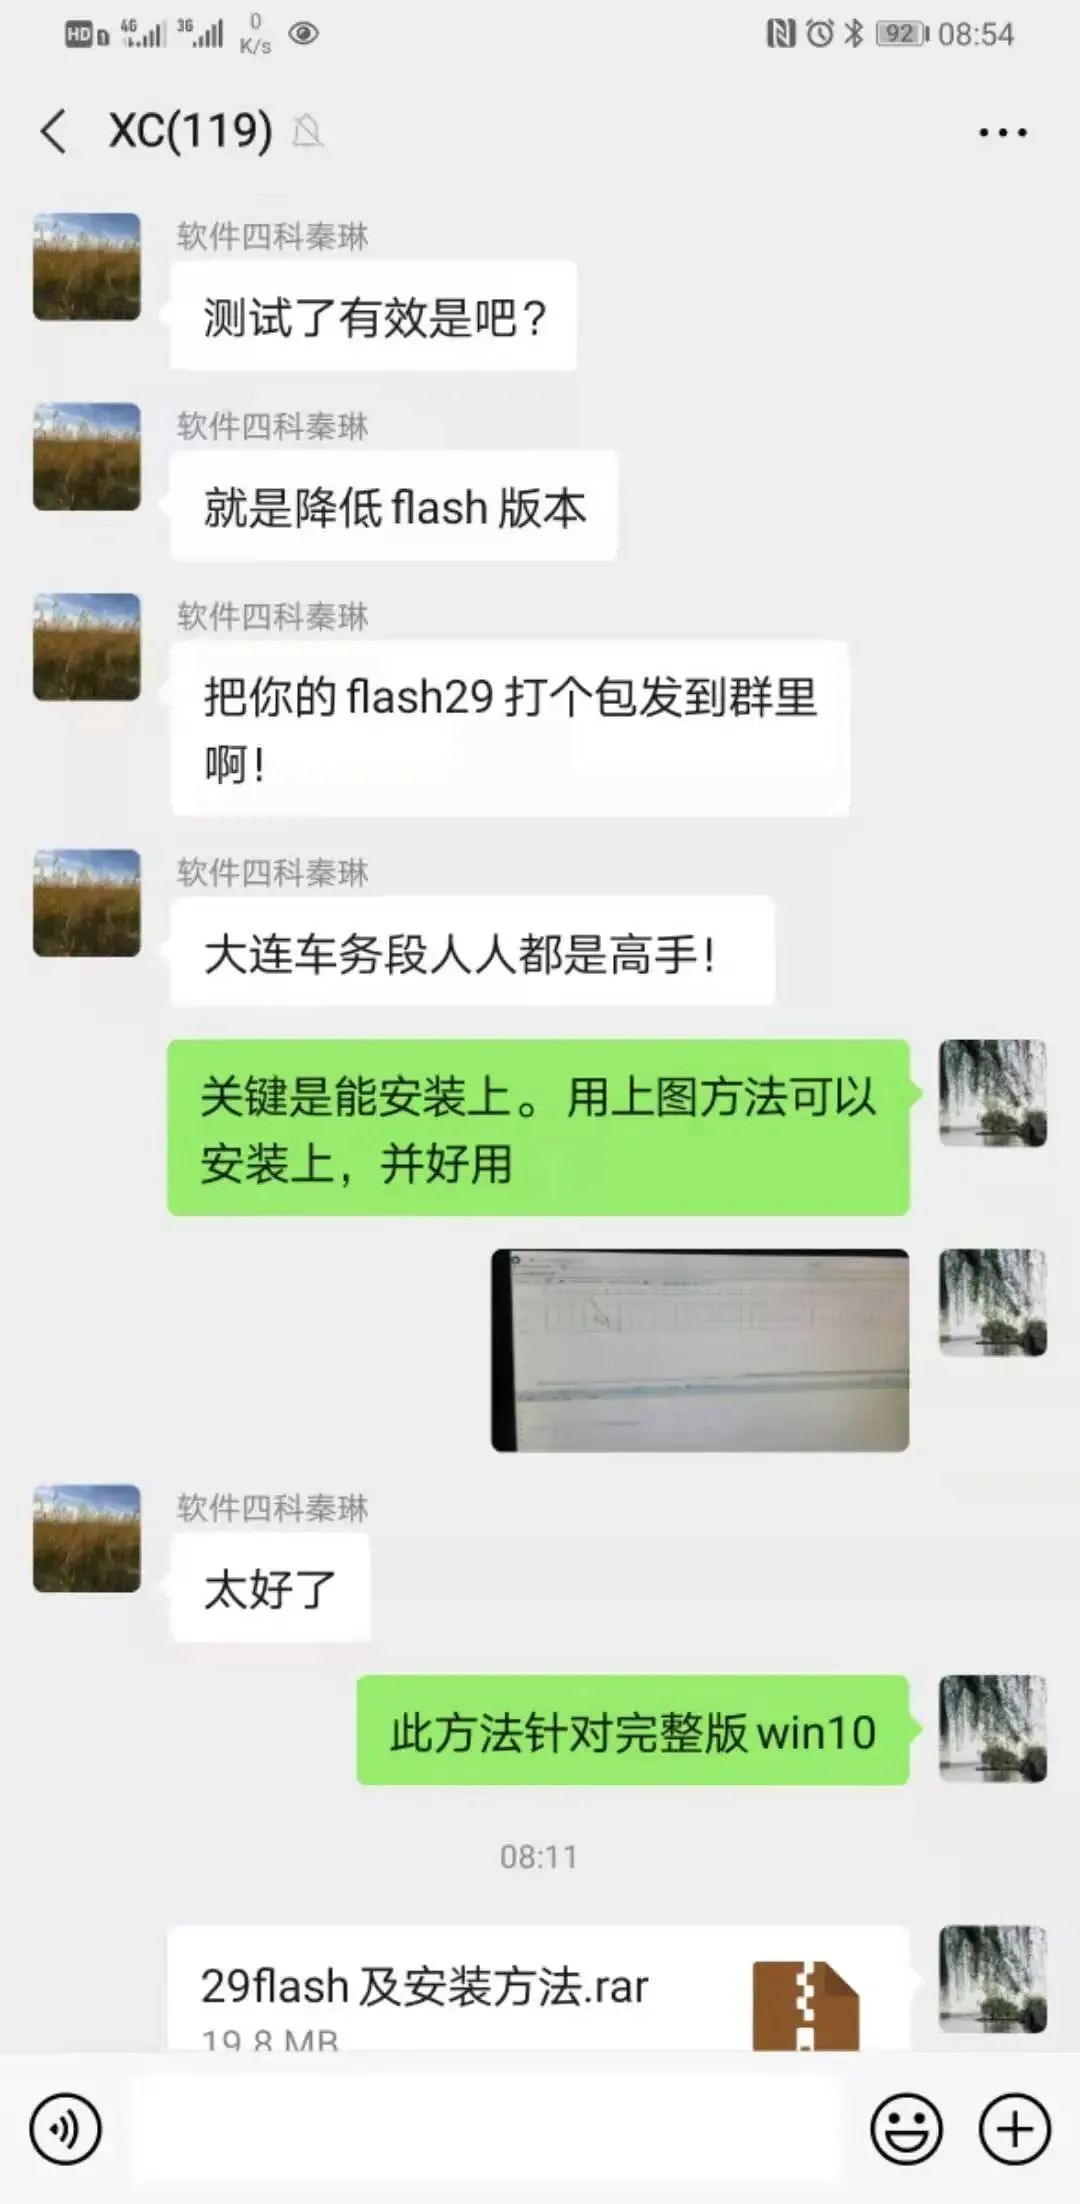 HD 4G 3G 0 K/s 92 08:54
XC(119)
软件四科秦琳
测试了有效是吧？
软件四科秦琳
就是降低 flash 版本
软件四科秦琳
把你的 flash29 打个包发到群里
啊！
软件四科秦琳
大连车务段人人都是高手！
关键是能安装上。用上图方法可以
安装上，并好用
软件四科秦琳
太好了
此方法针对完整版 win10
08:11
29flash 及安装方法.rar
19.8 MB